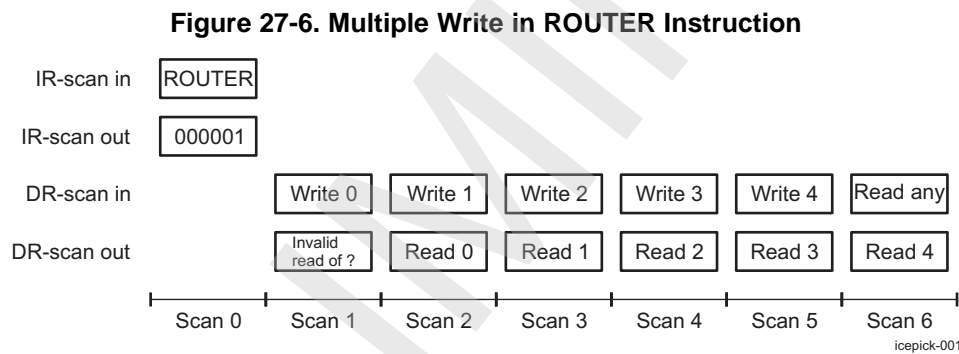 Figure 27-6. Multiple Write in ROUTER Instruction
IR-scan in ROUTER
IR-scan out 000001
DR-scan in Write 0 Write 1 Write 2 Write 3 Write 4 Read any
DR-scan out Invalid read of ? Read 0 Read 1 Read 2 Read 3 Read 4
Scan 0 Scan 1 Scan 2 Scan 3 Scan 4 Scan 5 Scan 6
icepick-001